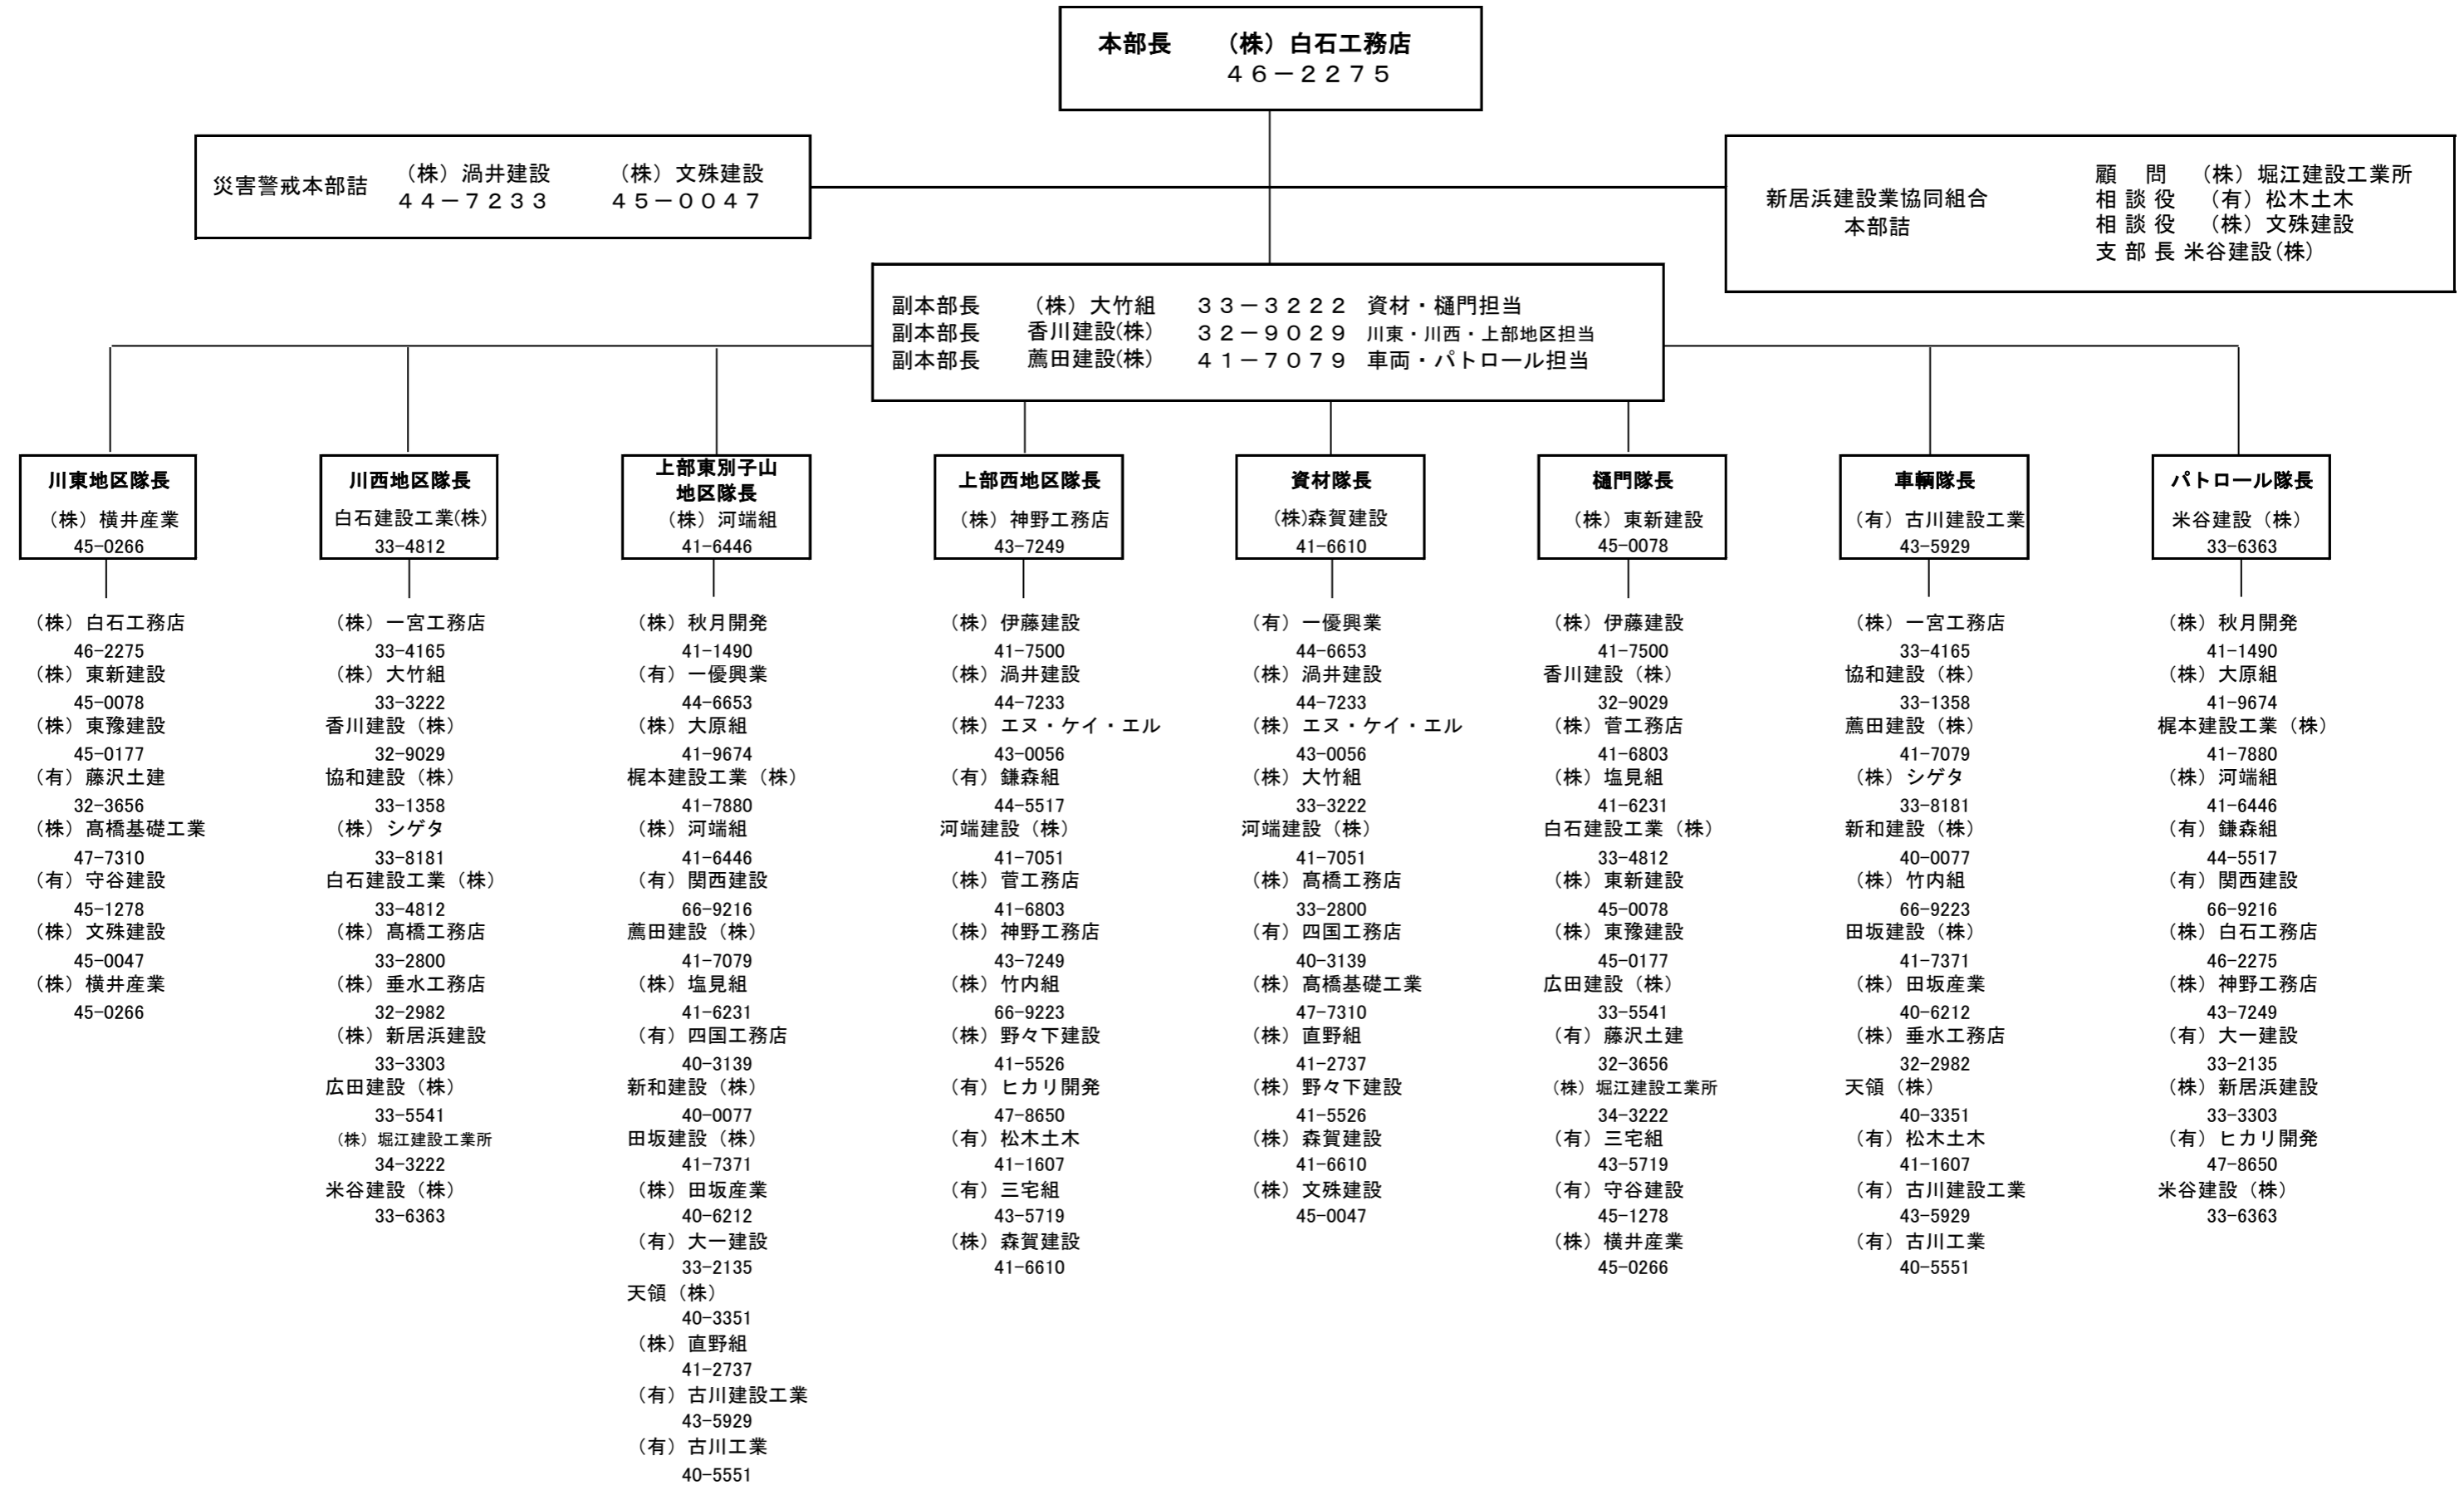 本部長　（株）白石工務店
４６－２２７５
災害警戒本部詰　（株）渦井建設　（株）文殊建設
４４－７２３３　４５－００４７
新居浜建設業協同組合
本部詰
顧　問　（株）堀江建設工業所
相 談 役　（有）松木土木
相 談 役　（株）文殊建設
支 部 長 米谷建設(株)
副本部長　（株）大竹組　３３－３２２２　資材・樋門担当
副本部長　香川建設(株)　３２－９０２９　川東・川西・上部地区担当
副本部長　薦田建設(株)　４１－７０７９　車両・パトロール担当
川東地区隊長
（株）横井産業
45-0266
（株）白石工務店
46-2275
（株）東新建設
45-0078
（株）東豫建設
45-0177
（有）藤沢土建
32-3656
（株）髙橋基礎工業
47-7310
（有）守谷建設
45-1278
（株）文殊建設
45-0047
（株）横井産業
45-0266
川西地区隊長
白石建設工業(株)
33-4812
（株）一宮工務店
33-4165
（株）大竹組
33-3222
香川建設（株）
32-9029
協和建設（株）
33-1358
（株）シゲタ
33-8181
白石建設工業（株）
33-4812
（株）髙橋工務店
33-2800
（株）垂水工務店
32-2982
（株）新居浜建設
33-3303
広田建設（株）
33-5541
（株）堀江建設工業所
34-3222
米谷建設（株）
33-6363
上部東別子山
地区隊長
（株）河端組
41-6446
（株）秋月開発
41-1490
（有）一優興業
44-6653
（株）大原組
41-9674
梶本建設工業（株）
41-7880
（株）河端組
41-6446
（有）関西建設
66-9216
薦田建設（株）
41-7079
（株）塩見組
41-6231
（有）四国工務店
40-3139
新和建設（株）
40-0077
田坂建設（株）
41-7371
（株）田坂産業
40-6212
（有）大一建設
33-2135
天領（株）
40-3351
（株）直野組
41-2737
（有）古川建設工業
43-5929
（有）古川工業
40-5551
上部西地区隊長
（株）神野工務店
43-7249
（株）伊藤建設
41-7500
（株）渦井建設
44-7233
（株）エヌ・ケイ・エル
43-0056
（有）鎌森組
44-5517
河端建設（株）
41-7051
（株）菅工務店
41-6803
（株）神野工務店
43-7249
（株）竹内組
66-9223
（株）野々下建設
41-5526
（有）ヒカリ開発
47-8650
（有）松木土木
41-1607
（有）三宅組
43-5719
（株）森賀建設
41-6610
資材隊長
（株)森賀建設
41-6610
（有）一優興業
44-6653
（株）渦井建設
44-7233
（株）エヌ・ケイ・エル
43-0056
（株）大竹組
33-3222
河端建設（株）
41-7051
（株）髙橋工務店
33-2800
（有）四国工務店
40-3139
（株）髙橋基礎工業
47-7310
（株）直野組
41-2737
（株）野々下建設
41-5526
（株）森賀建設
41-6610
（株）文殊建設
45-0047
樋門隊長
（株）東新建設
45-0078
（株）伊藤建設
41-7500
香川建設（株）
32-9029
（株）菅工務店
41-6803
（株）塩見組
41-6231
白石建設工業（株）
33-4812
（株）東新建設
45-0078
（株）東豫建設
45-0177
広田建設（株）
33-5541
（有）藤沢土建
32-3656
（株）堀江建設工業所
34-3222
（有）三宅組
43-5719
（有）守谷建設
45-1278
（株）横井産業
45-0266
車輌隊長
（有）古川建設工業
43-5929
（株）一宮工務店
33-4165
協和建設（株）
33-1358
薦田建設（株）
41-7079
（株）シゲタ
33-8181
新和建設（株）
40-0077
（株）竹内組
66-9223
田坂建設（株）
41-7371
（株）田坂産業
40-6212
（株）垂水工務店
32-2982
天領（株）
40-3351
（有）松木土木
41-1607
（有）古川建設工業
43-5929
（有）古川工業
40-5551
パトロール隊長
米谷建設（株）
33-6363
（株）秋月開発
41-1490
（株）大原組
41-9674
梶本建設工業（株）
41-7880
（株）河端組
41-6446
（有）鎌森組
44-5517
（有）関西建設
66-9216
（株）白石工務店
46-2275
（株）神野工務店
43-7249
（有）大一建設
33-2135
（株）新居浜建設
33-3303
（有）ヒカリ開発
47-8650
米谷建設（株）
33-6363